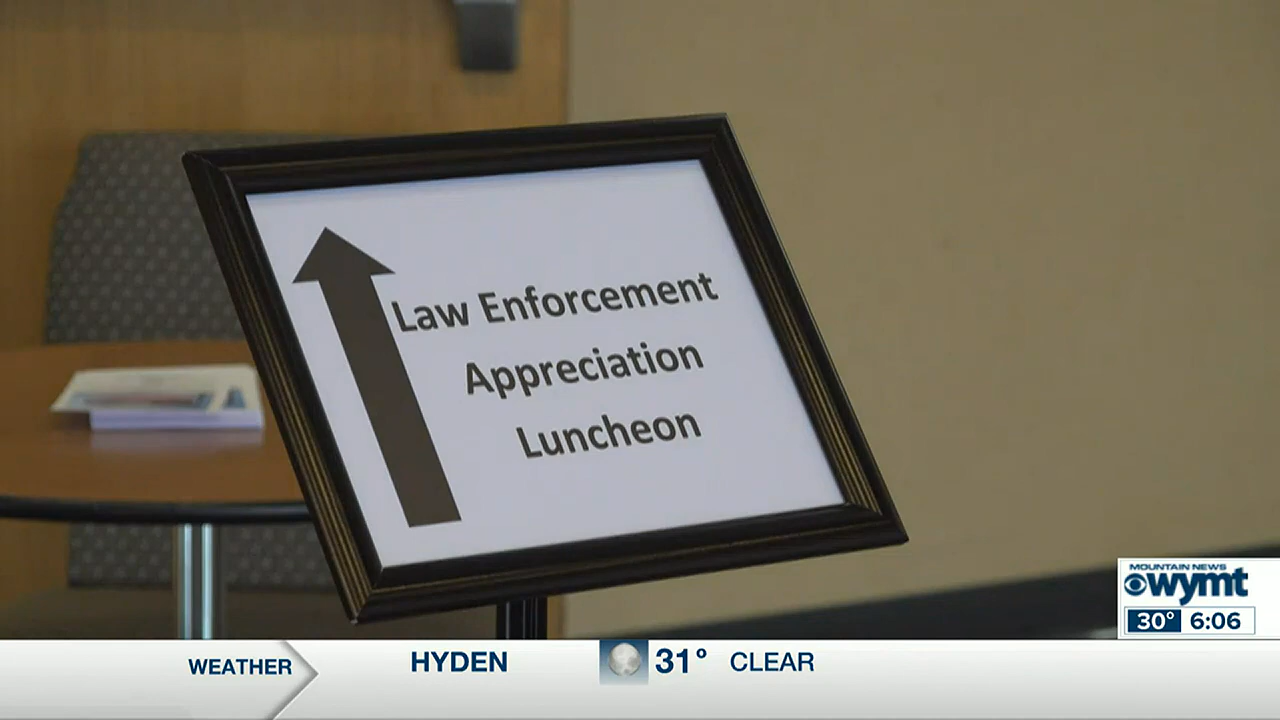 Law Enforcement
Appreciation
Luncheon
MOUNTAIN NEWS
wymt
30° 6:06
WEATHER HYDEN 31° CLEAR